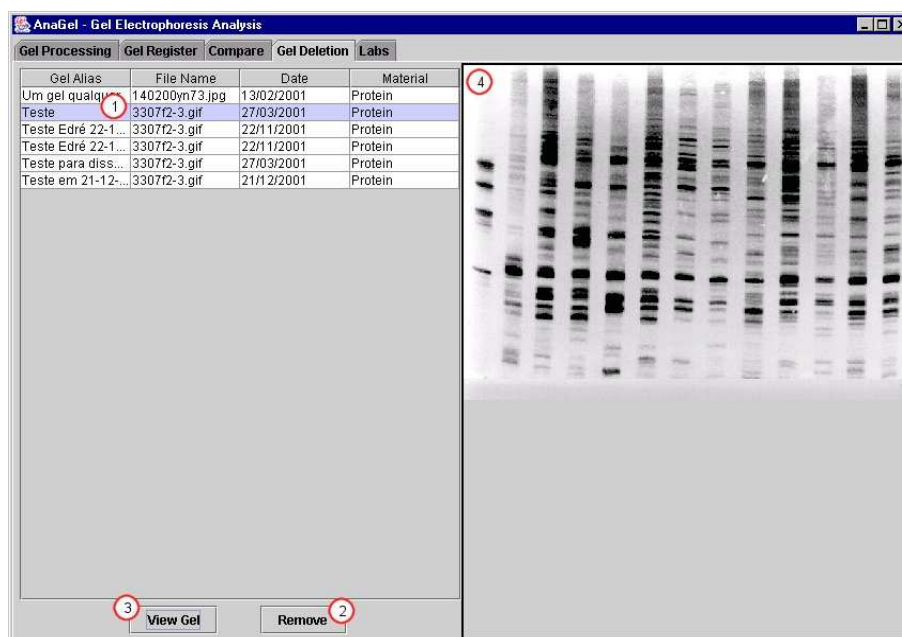 AnaGel - Gel Electrophoresis Analysis
Gel Processing Gel Register Compare Gel Deletion Labs
Gel Alias File Name Date Material
Um gel qualquer 140200yn73.jpg 13/02/2001 Protein
1
Teste 3307f2-3.gif 27/03/2001 Protein
Teste Edré 22-1... 3307f2-3.gif 22/11/2001 Protein
Teste Edré 22-1... 3307f2-3.gif 22/11/2001 Protein
Teste para diss... 3307f2-3.gif 27/03/2001 Protein
Teste em 21-12-... 3307f2-3.gif 21/12/2001 Protein
4
3 View Gel Remove 2